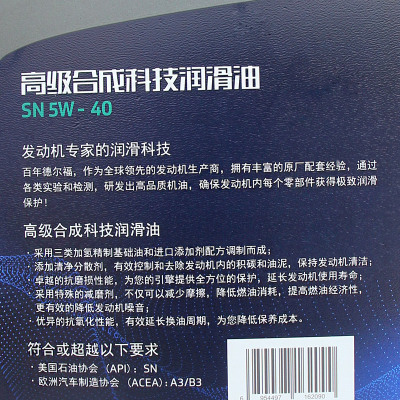 高级合成科技润滑油
SN 5W - 40
发动机专家的润滑科技
百年德尔福，作为全球领先的发动机生产商，拥有丰富的原厂配套经验，通过
各类实验和检测，研发出高品质机油，确保发动机内每个零部件获得极致润滑
保护！
高级合成科技润滑油
· 采用三类加氢精制基础油和进口添加剂配方调制而成；
添加清净分散剂，有效控制和去除发动机内的积碳和油泥，保持发动机清洁；
· 卓越的抗磨损性能，为您的引擎提供全方位的保护，延长发动机使用寿命；
· 采用特殊的减磨剂，不仅可以减少摩擦，降低燃油消耗，提高燃油经济性，
更有效的降低发动机噪音；
· 优异的抗氧化性能，有效延长换油周期，为您降低保养成本。
符合或超越以下要求
· 美国石油协会（API）：SN
· 欧洲汽车制造协会（ACEA）：A3/B3
6 954497 162090